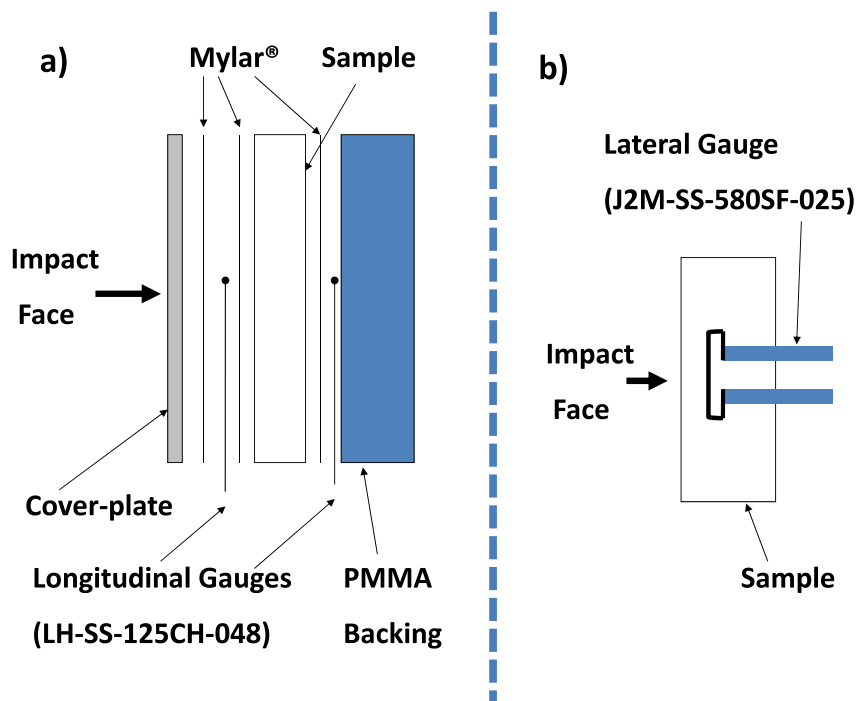 a)
Mylar®
Sample
Impact
Face
Cover-plate
Longitudinal Gauges
(LH-SS-125CH-048)
PMMA
Backing
b)
Lateral Gauge
(J2M-SS-580SF-025)
Impact
Face
Sample